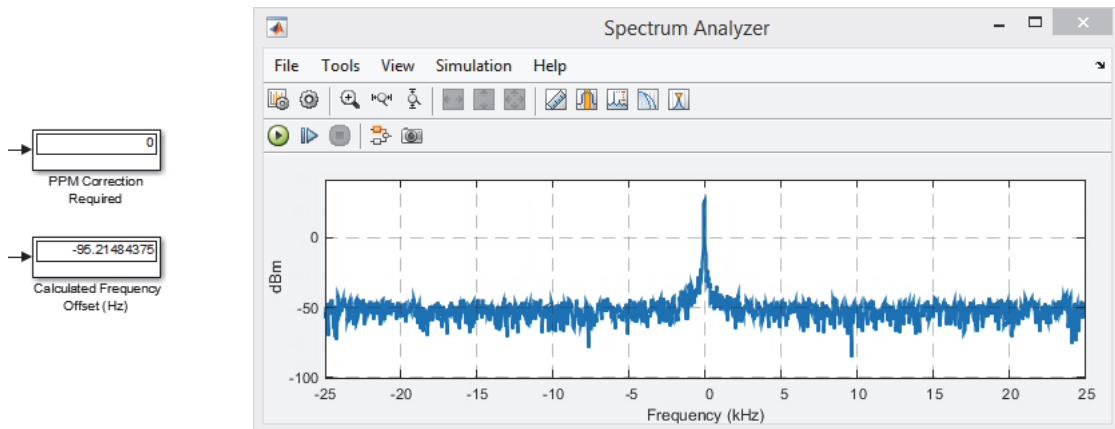 Spectrum Analyzer
File Tools View Simulation Help
0
PPM Correction
Required
-95.21484375
Calculated Frequency
Offset (Hz)
dBm
0
-50
-100
-25 -20 -15 -10 -5 0 5 10 15 20 25
Frequency (kHz)